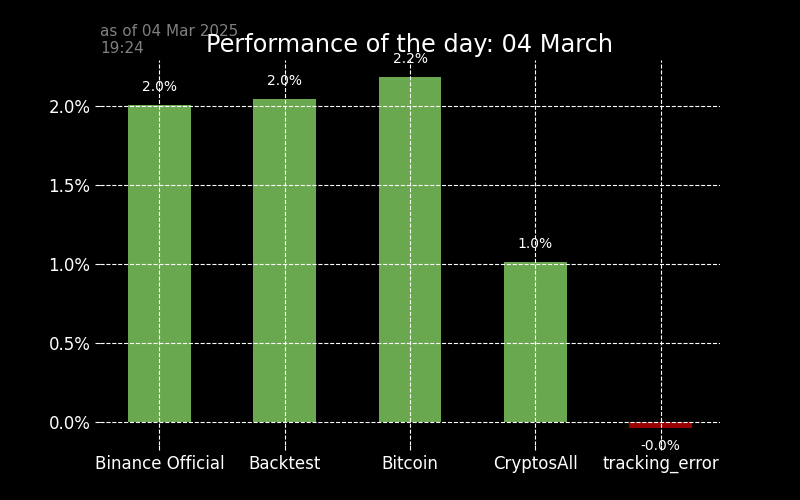 as of 04 Mar 2025
19:24
Performance of the day: 04 March
2.0%
2.0%
2.2%
1.0%
-0.0%
2.0%
1.5%
1.0%
0.5%
0.0%
Binance Official
Backtest
Bitcoin
CryptosAll
tracking_error